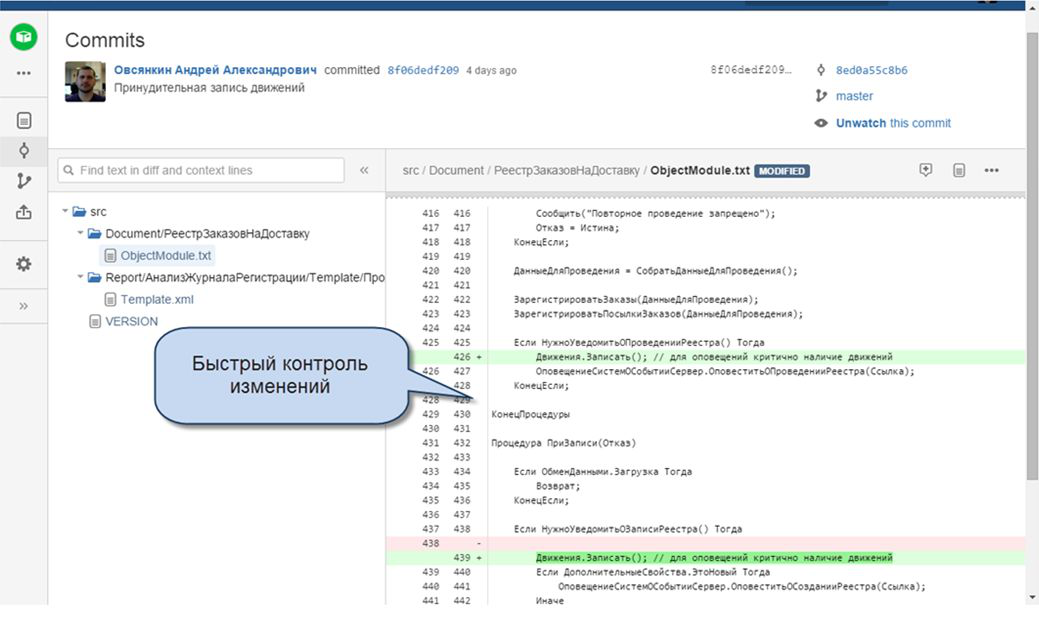 Commits
Овсянкин Андрей Александрович committed 8f06dedf209 4 days ago
Принудительная запись движений
8f06dedf209...
8ed0a55c8b6
master
Unwatch this commit
Find text in diff and context lines
«
src / Document / РеестрЗаказовНаДоставку / ObjectModule.txt MODIFIED
src
Document/РеестрЗаказовНаДоставку
ObjectModule.txt
Report/АнализЖурналаРегистрации/Template/Про
Template.xml
VERSION
»
Быстрый контроль
изменений
416 416 Сообщить("Повторное проведение запрещено");
417 417 Отказ = Истина;
418 418 КонецЕсли;
419 419
420 420 ДанныеДляПроведения = СобратьДанныеДляПроведения();
421 421
422 422 ЗарегистрироватьЗаказы(ДанныеДляПроведения);
423 423 ЗарегистрироватьПосылкиЗаказов(ДанныеДляПроведения);
424 424
425 425 Если НужноУведомитьОПроведенииРеестра() Тогда
426 + Движения.Записать(); // для оповещений критично наличие движений
426 427 ОповещениеСистемОСобытииСервер.ОповеститьОПроведенииРеестра(Ссылка);
428 КонецЕсли;
428 429
429 430 КонецПроцедуры
430 431
431 432 Процедура ПриЗаписи(Отказ)
432 433
433 434 Если ОбменДанными.Загрузка Тогда
434 435 Возврат;
435 436 КонецЕсли;
436 437
437 438 Если НужноУведомитьОЗаписиРеестра() Тогда
438 -
439 + Движения.Записать(); // для оповещений критично наличие движений
439 440 Если ДополнительныеСвойства.ЭтоНовый Тогда
440 441 ОповещениеСистемОСобытииСервер.ОповеститьОСозданииРеестра(Ссылка);
441 442 Иначе